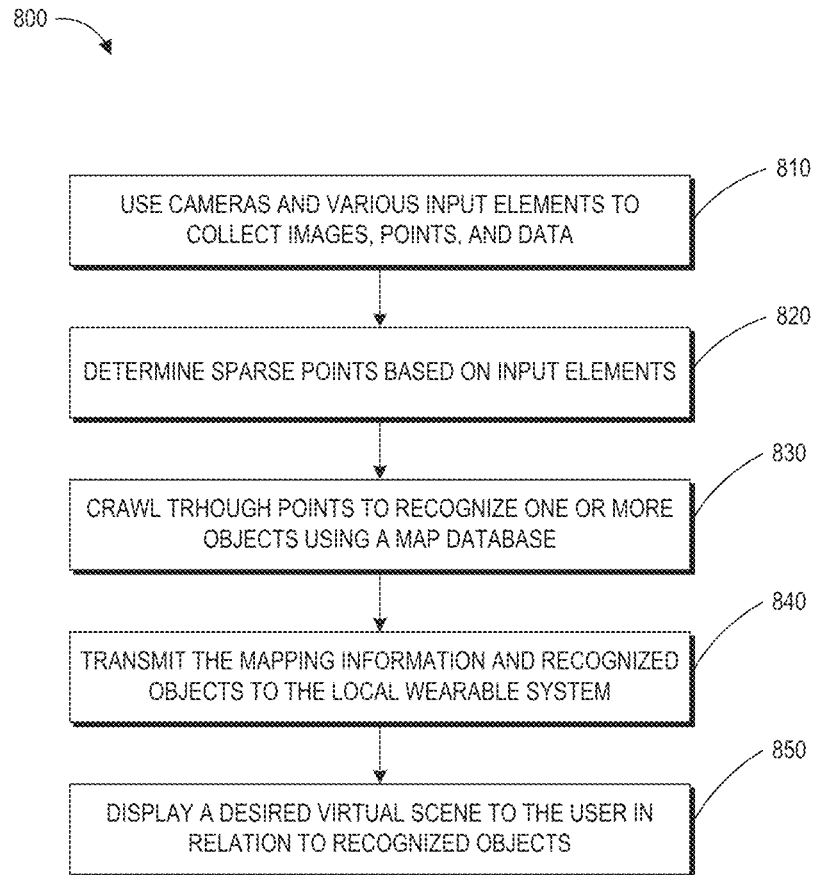 800
810
USE CAMERAS AND VARIOUS INPUT ELEMENTS TO
COLLECT IMAGES, POINTS, AND DATA
820
DETERMINE SPARSE POINTS BASED ON INPUT ELEMENTS
830
CRAWL TRHOUGH POINTS TO RECOGNIZE ONE OR MORE
OBJECTS USING A MAP DATABASE
840
TRANSMIT THE MAPPING INFORMATION AND RECOGNIZED
OBJECTS TO THE LOCAL WEARABLE SYSTEM
850
DISPLAY A DESIRED VIRTUAL SCENE TO THE USER IN
RELATION TO RECOGNIZED OBJECTS